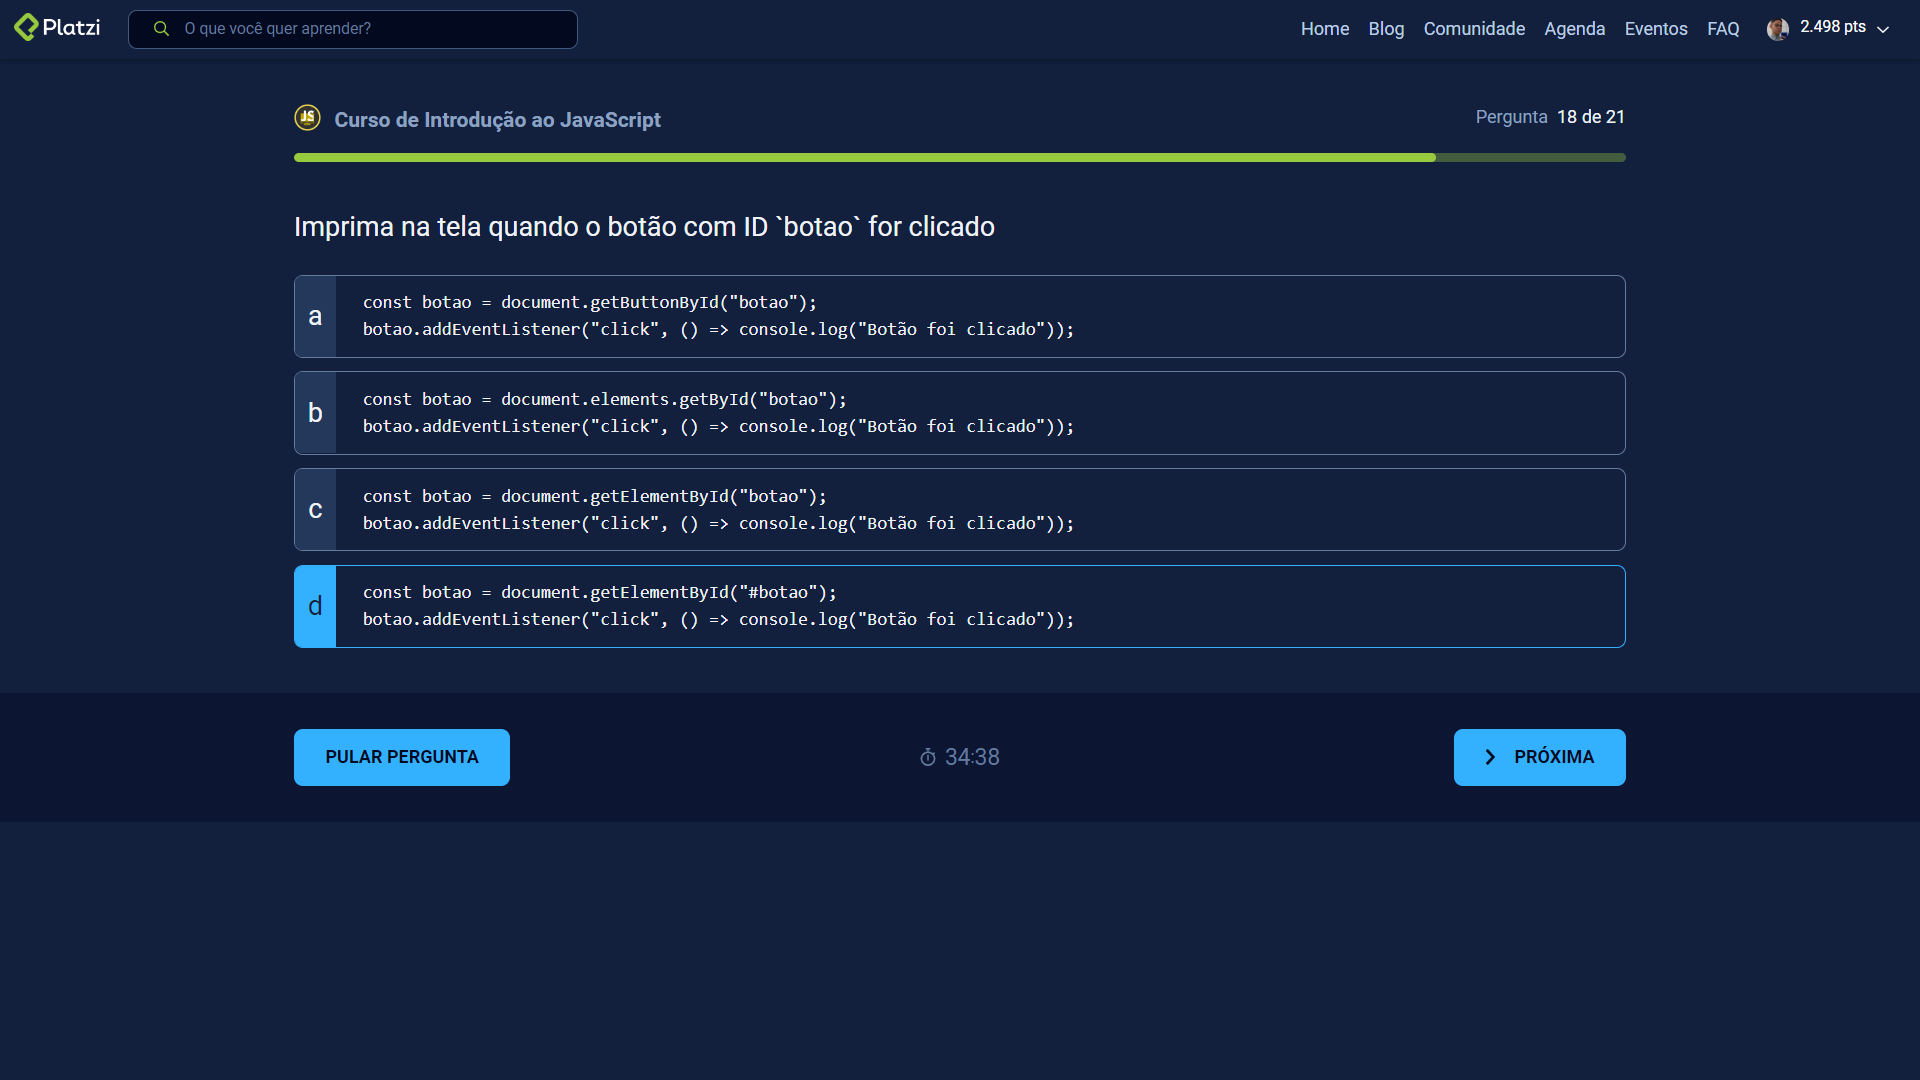 Platzi
O que você quer aprender?
Home Blog Comunidade Agenda Eventos FAQ 2.498 pts
JS Curso de Introdução ao JavaScript
Pergunta 18 de 21
Imprima na tela quando o botão com ID `botao` for clicado
a
const botao = document.getButtonById("botao");
botao.addEventListener("click", () => console.log("Botão foi clicado"));
b
const botao = document.elements.getById("botao");
botao.addEventListener("click", () => console.log("Botão foi clicado"));
c
const botao = document.getElementById("botao");
botao.addEventListener("click", () => console.log("Botão foi clicado"));
d
const botao = document.getElementById("#botao");
botao.addEventListener("click", () => console.log("Botão foi clicado"));
PULAR PERGUNTA
34:38
PRÓXIMA